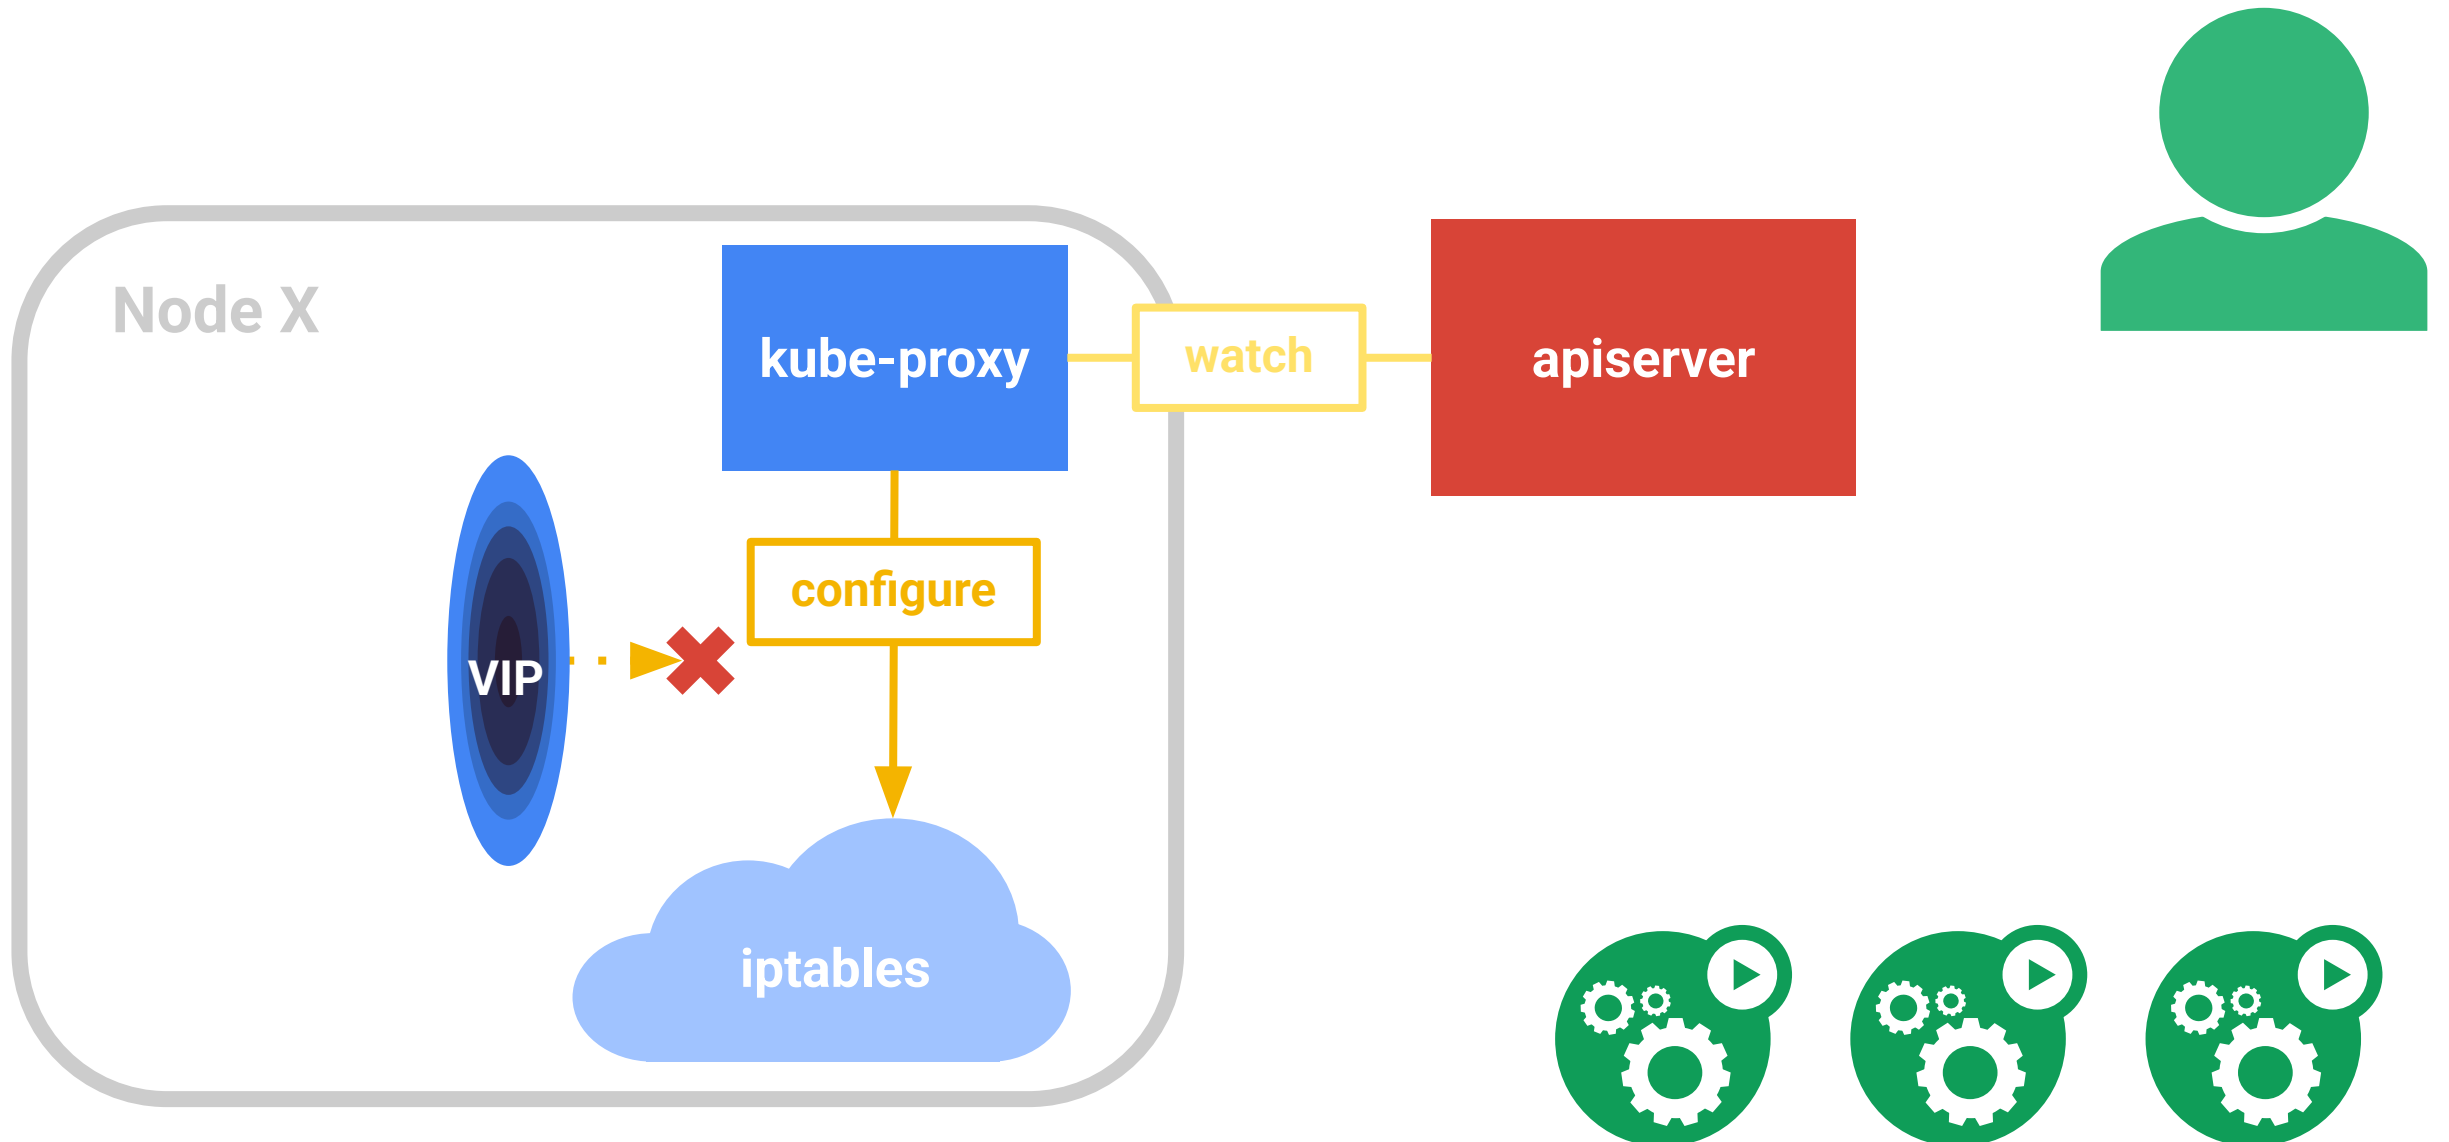 Node X
kube-proxy
watch
apiserver
configure
VIP
iptables